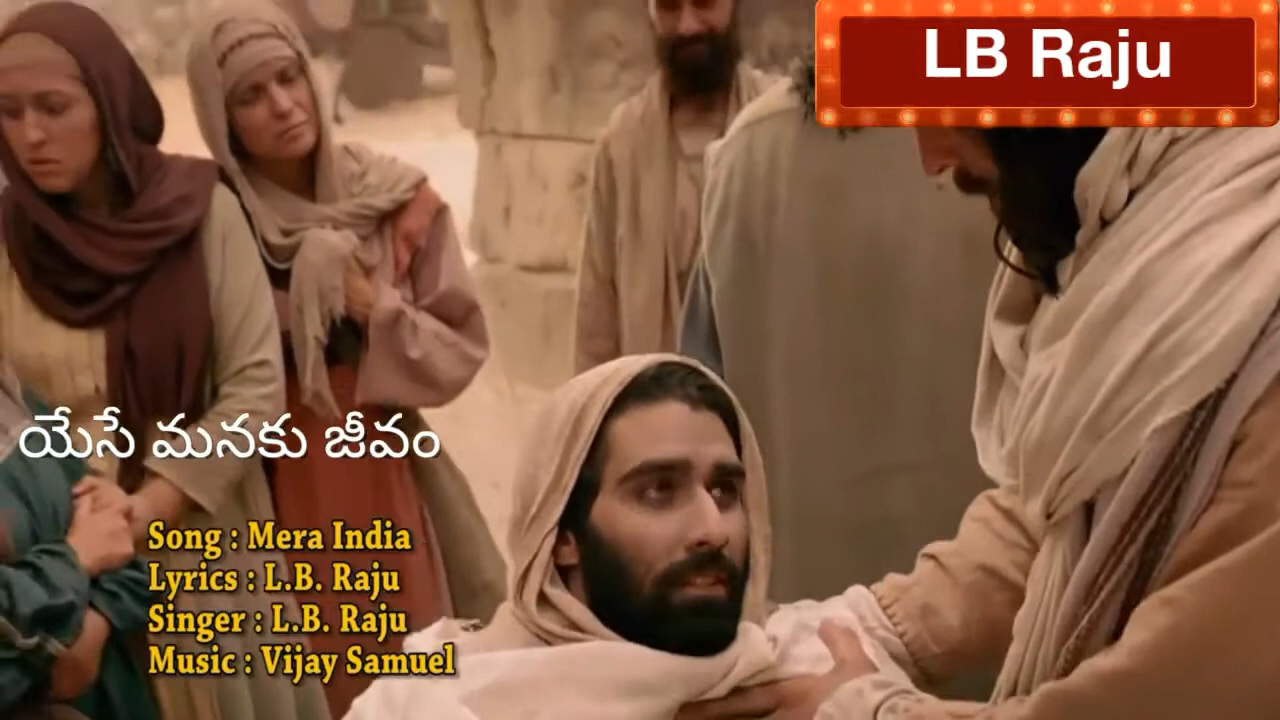 LB Raju
యేసే మనకు జీవం
Song : Mera India
Lyrics : L.B. Raju
Singer : L.B. Raju
Music : Vijay Samuel